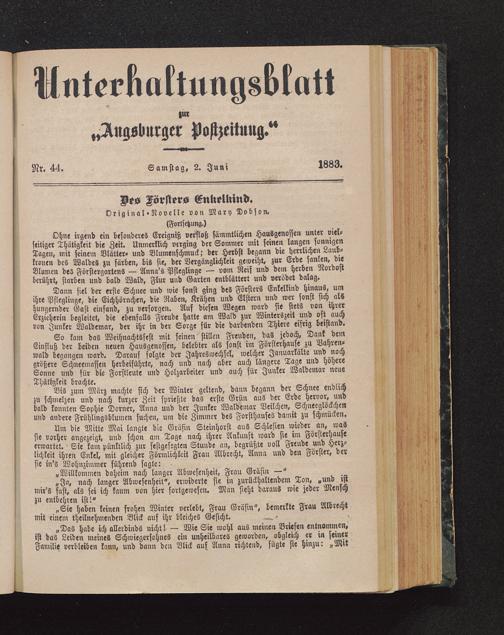 Unterhaltungsblatt
zur
„Augsburger Postzeitung.“
Nr. 44. Samstag, 2. Juni 1883.
Des Försters Enkelkind.
Original-Novelle von Mary Dobson.
(Fortsetzung.)
Ohne irgend ein besonderes Ereigniß verfloß sämmtlichen Hausgenossen unter viel-
seitiger Thätigkeit die Zeit. Unmerklich verging der Sommer mit seinen langen sonnigen
Tagen, mit seinem Blätter- und Blumenschmuck; der Herbst begann die herrlichen Laub-
kronen des Waldes zu färben, bis sie, der Vergänglichkeit geweiht, zur Erde sanken, die
Blumen des Förstergartens — Anna's Pfleglinge — vom Reif und dem herben Nordost
berührt, starben und bald Wald, Flur und Garten entblättert und verödet dalag.
Dann fiel der erste Schnee und wie sonst ging des Försters Enkelkind hinaus, um
ihre Pfleglinge, die Eichhörnchen, die Raben, Krähen und Elstern und wer sonst sich als
hungernder Gast einfand, zu versorgen. Auf diesen Wegen ward sie stets von ihrer
Erzieherin begleitet, die ebenfalls Freude hatte am Wald zur Winterszeit und oft auch
von Junker Waldemar, der ihr in der Sorge für die darbenden Thiere eifrig beistand.
So kam das Weihnachtsfest mit seinen stillen Freuden, das jedoch, Dank dem
Einfluß der beiden neuen Hausgenossen, belebter als sonst im Försterhause zu Bahren-
wald begangen ward. Darauf folgte der Jahreswechsel, welcher Januarkälte und noch
größere Schneemassen herbeiführte, nach und nach aber auch längere Tage und höhere
Sonne und für die Forstleute und Holzarbeiter und auch für Junker Waldemar neue
Thätigkeit brachte.
Bis zum März machte sich der Winter geltend, dann begann der Schnee endlich
zu schmelzen und nach kurzer Zeit sprießte das erste Grün aus der Erde hervor, und
bald konnten Sophie Dorner, Anna und der Junker Waldemar Veilchen, Schneeglöckchen
und andere Frühlingsblumen suchen, um die Zimmer des Forsthauses damit zu schmücken.
Um die Mitte Mai langte die Gräfin Steinhorst aus Schlesien wieder an, was
sie vorher angezeigt, und schon am Tage nach ihrer Ankunft ward sie im Försterhause
erwartet. Sie kam pünktlich zur festgesetzten Stunde an, begrüßte voll Freude und Herz-
lichkeit ihren Enkel, mit gleicher Förmlichkeit Frau Albrecht, Anna und den Förster, der
sie in's Wohnzimmer führend sagte:
„Willkommen daheim nach langer Abwesenheit, Frau Gräfin —“
„Ja, nach langer Abwesenheit“, erwiderte sie in zurückhaltendem Ton, „und ist
mir's fast, als sei ich kaum von hier fortgewesen. Man sieht daraus wie jeder Mensch
zu entbehren ist!“
„Sie haben keinen frohen Winter verlebt, Frau Gräfin“, bemerkte Frau Albrecht
mit einem theilnehmenden Blick auf ihr bleiches Gesicht.
„Das habe ich allerdings nicht! — Wie Sie wohl aus meinen Briefen entnommen,
ist das Leiden meines Schwiegersohnes ein unheilbares geworden, obgleich er in seiner
Familie verbleiben kann, und dann den Blick auf Anna richtend, fügte sie hinzu: „Mit